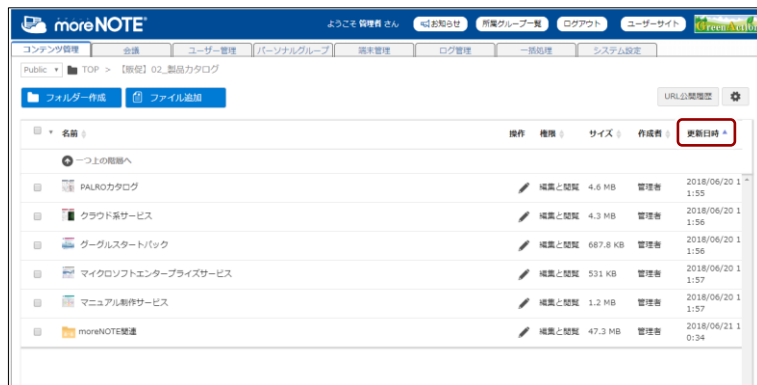 moreNOTE
ようこそ 管理者 さん お知らせ 所属グループ一覧 ログアウト ユーザーサイト Green Action
コンテンツ管理 会議 ユーザー管理 パーソナルグループ 端末管理 ログ管理 一括処理 システム設定
Public TOP > 【販促】02_製品カタログ
フォルダー作成 ファイル追加 URL公開履歴
名前 操作 権限 サイズ 作成者 更新日時
一つ上の階層へ
PALROカタログ 編集と閲覧 4.6 MB 管理者 2018/06/20 1
1:55
クラウド系サービス 編集と閲覧 4.3 MB 管理者 2018/06/20 1
1:56
グーグルスタートパック 編集と閲覧 687.8 KB 管理者 2018/06/20 1
1:56
マイクロソフトエンタープライズサービス 編集と閲覧 531 KB 管理者 2018/06/20 1
1:57
マニュアル制作サービス 編集と閲覧 1.2 MB 管理者 2018/06/20 1
1:57
moreNOTE関連 編集と閲覧 47.3 MB 管理者 2018/06/21 1
0:34